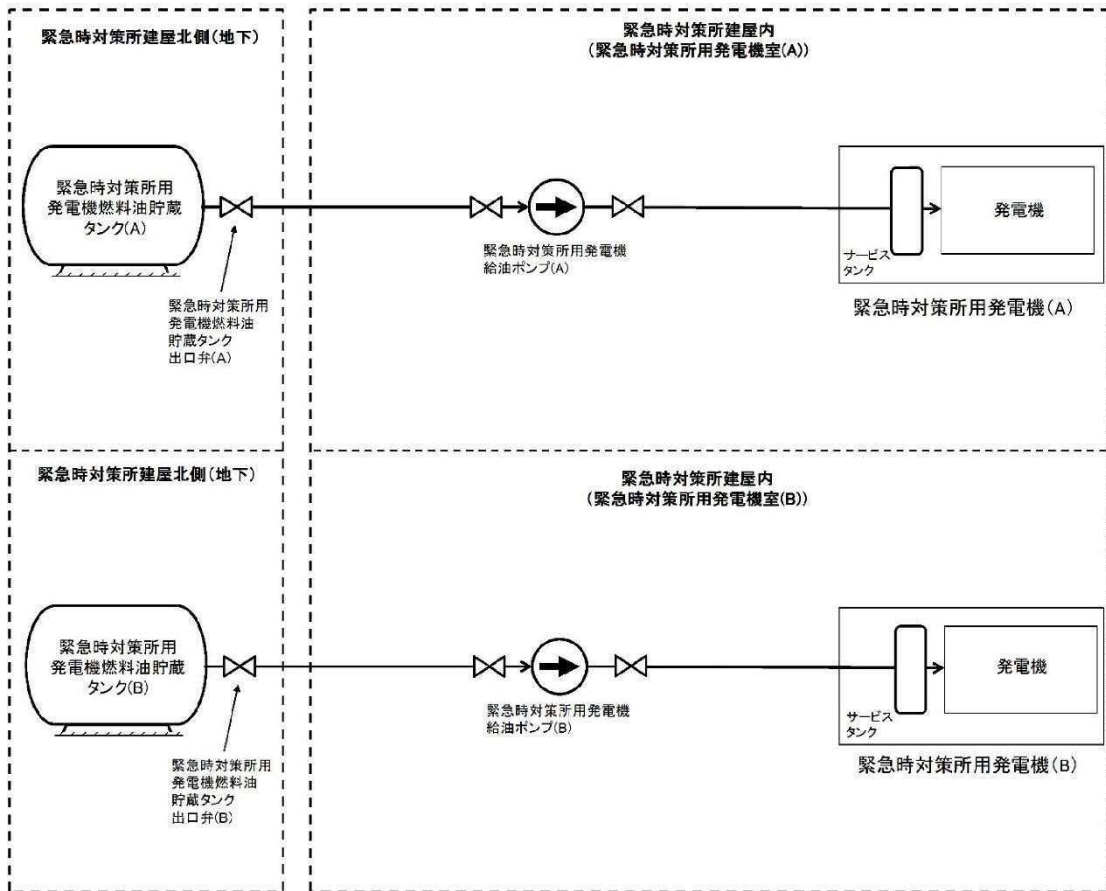 緊急時対策所建屋北側(地下)
緊急時対策所建屋内
(緊急時対策所用発電機室(A))
緊急時対策所用
発電機燃料油貯蔵
タンク(A)
緊急時対策所用
発電機燃料油
貯蔵タンク
出口弁(A)
緊急時対策所用発電機
給油ポンプ(A)
サービス
タンク
発電機
緊急時対策所用発電機(A)
緊急時対策所建屋北側(地下)
緊急時対策所建屋内
(緊急時対策所用発電機室(B))
緊急時対策所用
発電機燃料油貯蔵
タンク(B)
緊急時対策所用
発電機燃料油
貯蔵タンク
出口弁(B)
緊急時対策所用発電機
給油ポンプ(B)
サービス
タンク
発電機
緊急時対策所用発電機(B)